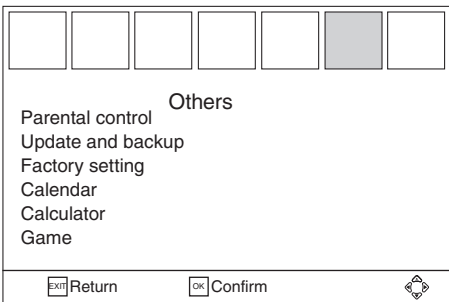 Others
Parental control
Update and backup
Factory setting
Calendar
Calculator
Game
EXIT Return OK Confirm